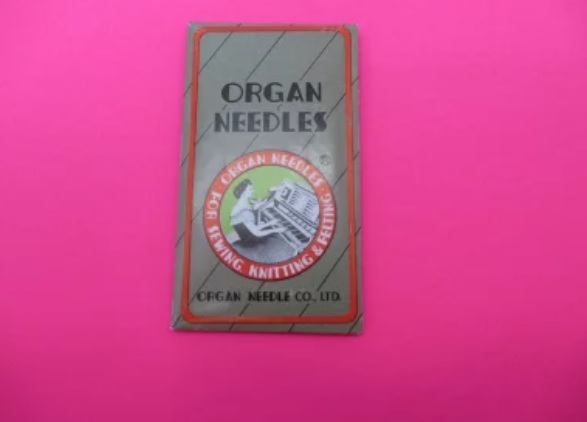 ORGAN
NEEDLES
ORGAN NEEDLES
FOR SEWING, KNITTING & FELTING
ORGAN NEEDLE CO., LTD.